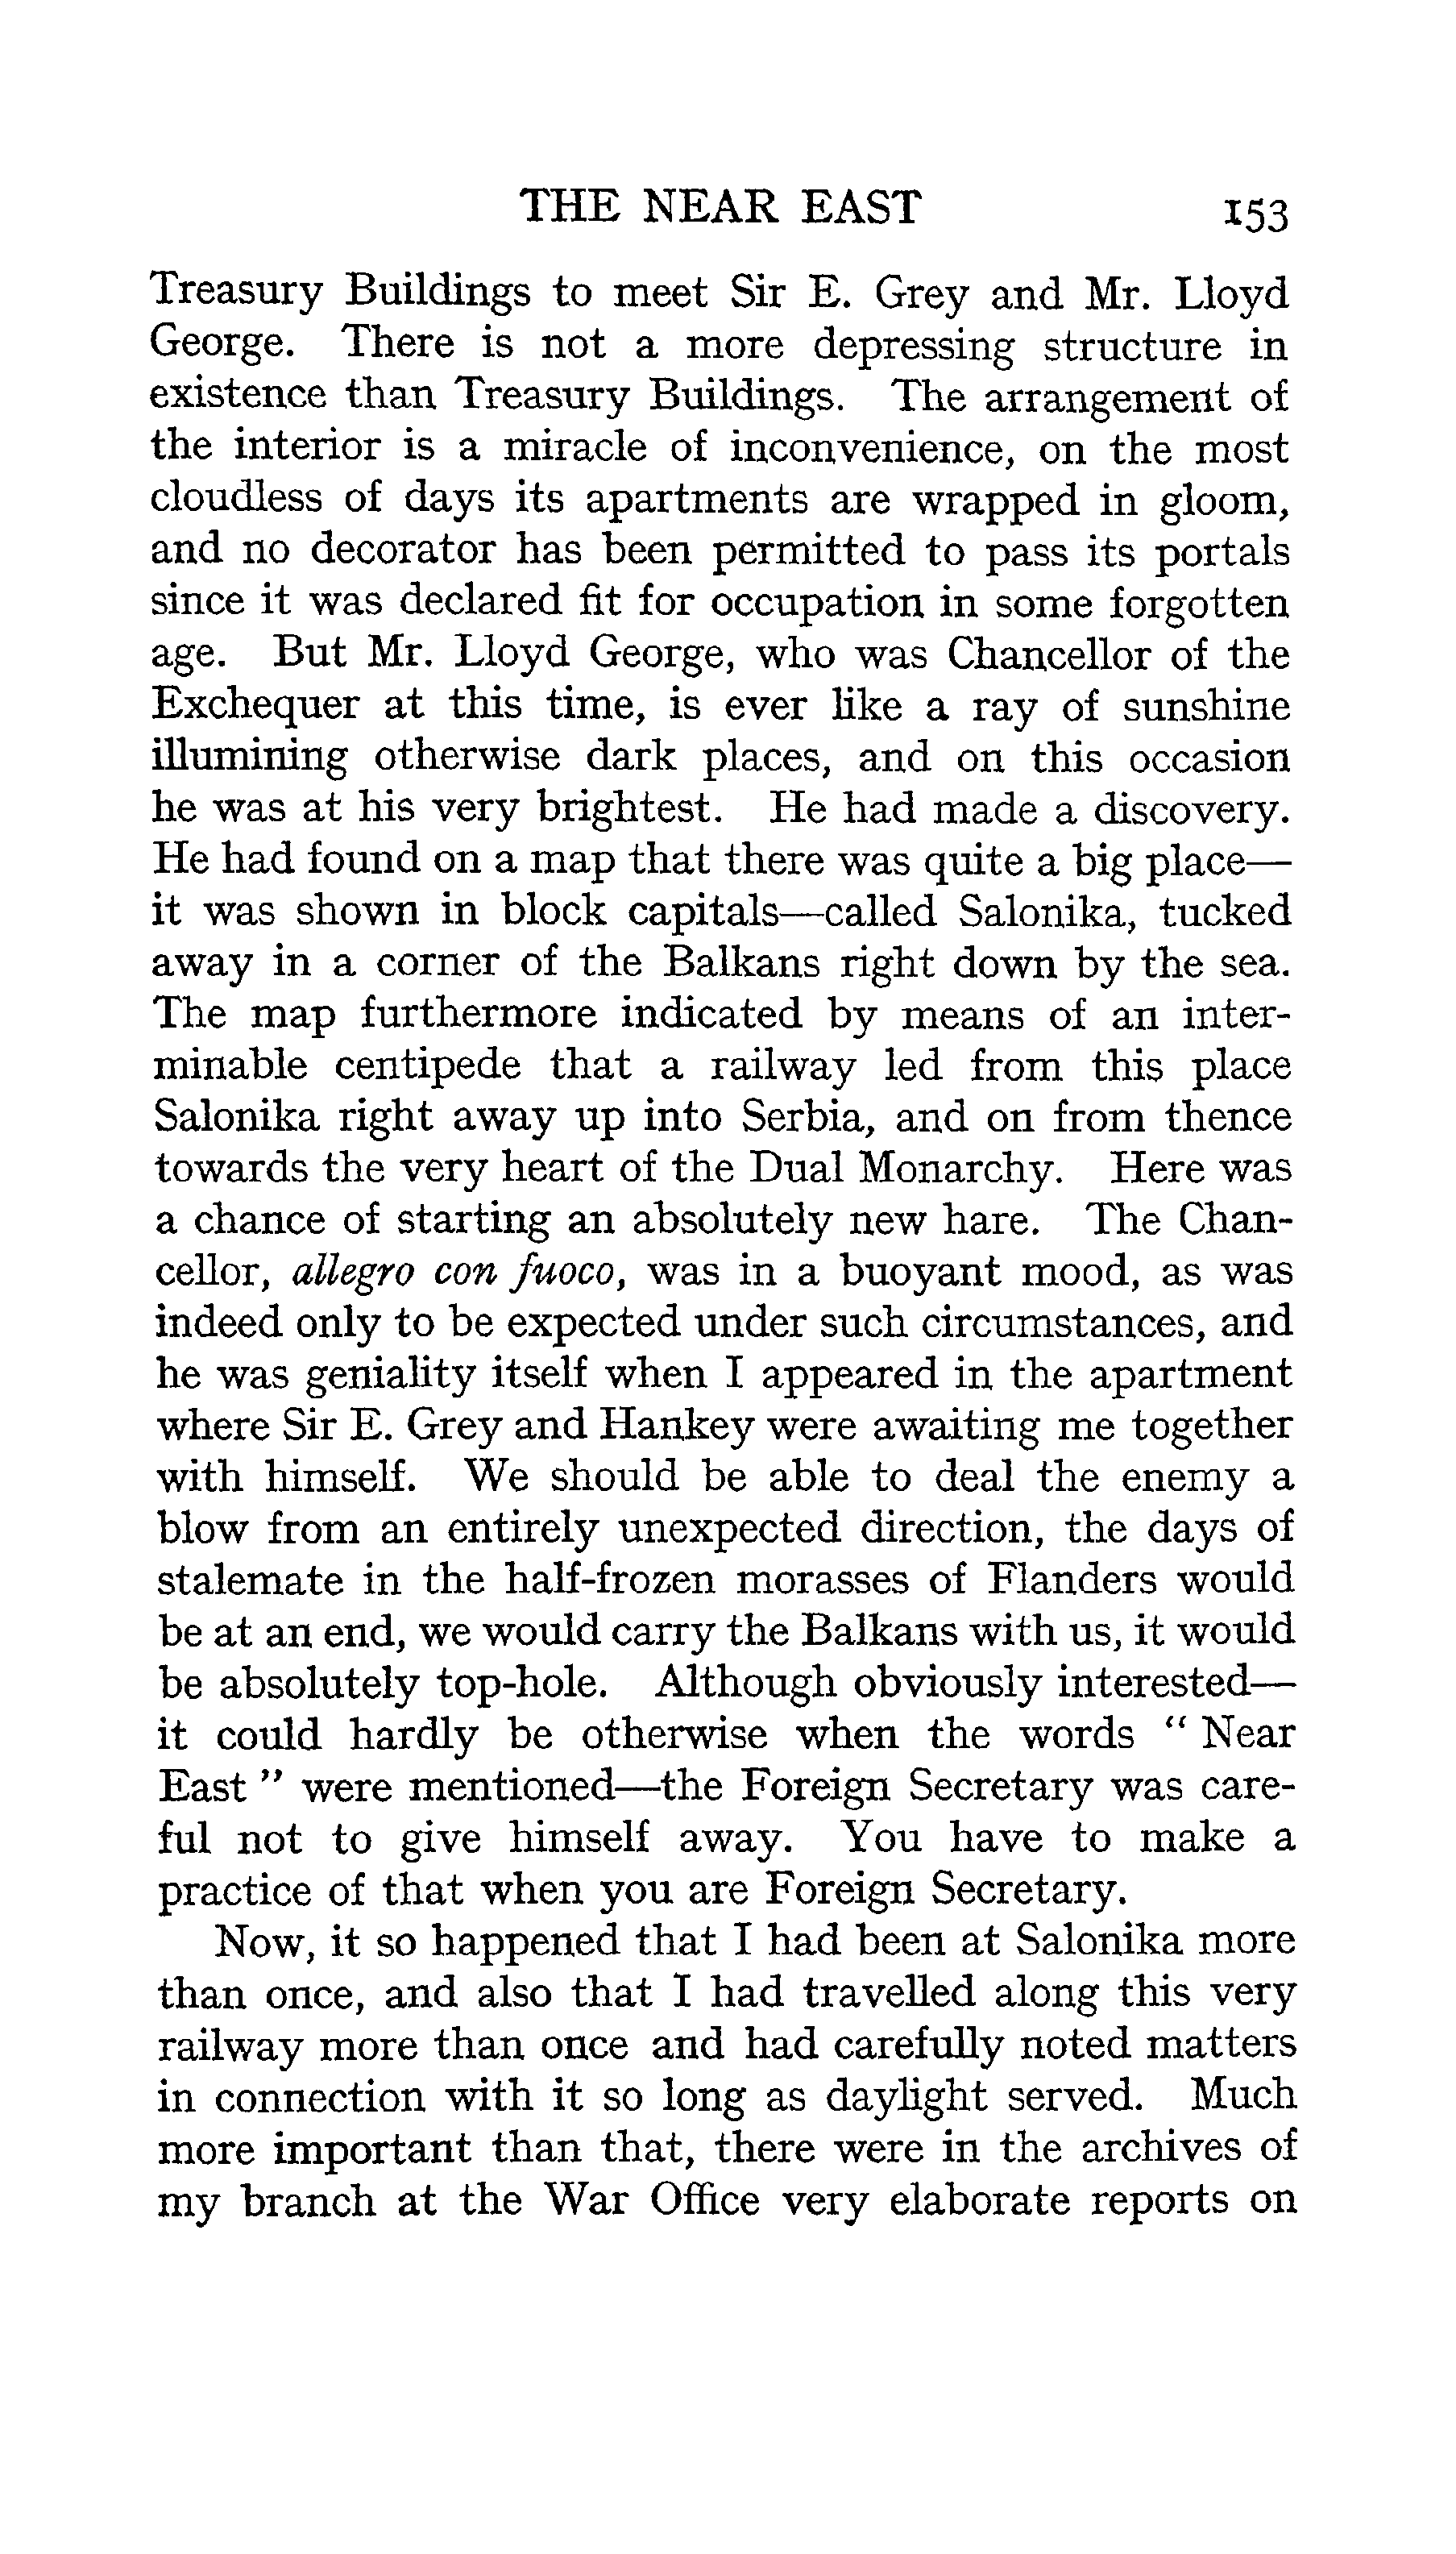 THE NEAR EAST 153
Treasury Buildings to meet Sir E. Grey and Mr. Lloyd
George. There is not a more depressing structure in
existence than Treasury Buildings. The arrangement of
the interior is a miracle of inconvenience, on the most
cloudless of days its apartments are wrapped in gloom,
and no decorator has been permitted to pass its portals
since it was declared fit for occupation in some forgotten
age. But Mr. Lloyd George, who was Chancellor of the
Exchequer at this time, is ever like a ray of sunshine
illumining otherwise dark places, and on this occasion
he was at his very brightest. He had made a discovery.
He had found on a map that there was quite a big place—
it was shown in block capitals—called Salonika, tucked
away in a corner of the Balkans right down by the sea.
The map furthermore indicated by means of an inter-
minable centipede that a railway led from this place
Salonika right away up into Serbia, and on from thence
towards the very heart of the Dual Monarchy. Here was
a chance of starting an absolutely new hare. The Chan-
cellor, allegro con fuoco, was in a buoyant mood, as was
indeed only to be expected under such circumstances, and
he was geniality itself when I appeared in the apartment
where Sir E. Grey and Hankey were awaiting me together
with himself. We should be able to deal the enemy a
blow from an entirely unexpected direction, the days of
stalemate in the half-frozen morasses of Flanders would
be at an end, we would carry the Balkans with us, it would
be absolutely top-hole. Although obviously interested—
it could hardly be otherwise when the words “ Near
East ” were mentioned—the Foreign Secretary was care-
ful not to give himself away. You have to make a
practice of that when you are Foreign Secretary.
Now, it so happened that I had been at Salonika more
than once, and also that I had travelled along this very
railway more than once and had carefully noted matters
in connection with it so long as daylight served. Much
more important than that, there were in the archives of
my branch at the War Office very elaborate reports on